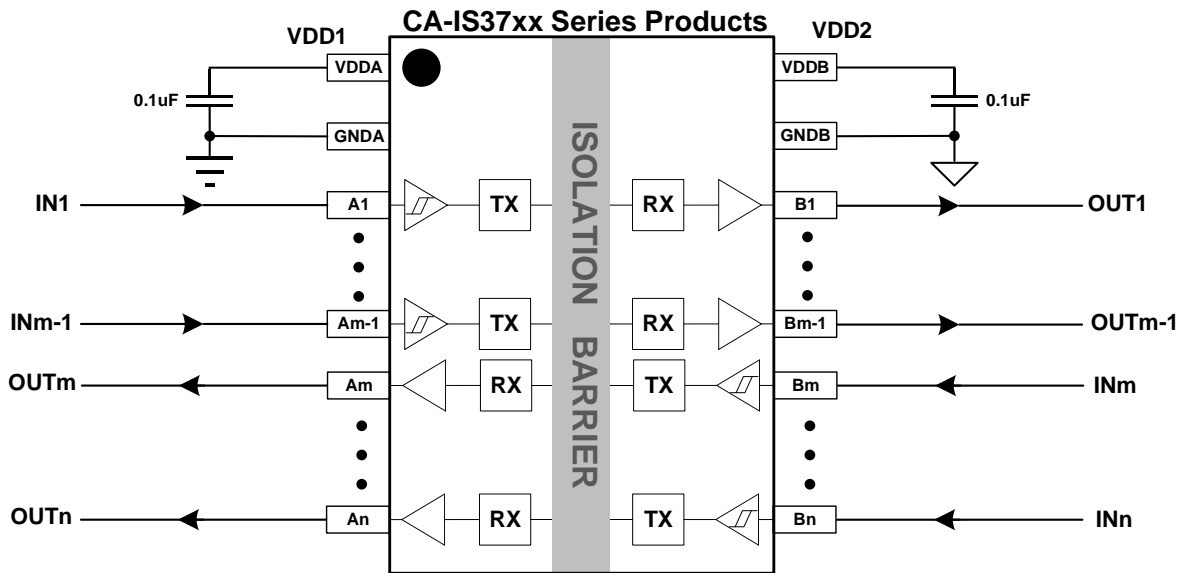 CA-IS37xx Series Products
VDD1
VDD2
VDDA
VDDB
0.1uF
0.1uF
GNDA
GNDB
ISOLATION BARRIER
IN1
A1
TX
RX
B1
OUT1
INm-1
Am-1
TX
RX
Bm-1
OUTm-1
OUTm
Am
RX
TX
Bm
INm
OUTn
An
RX
TX
Bn
INn